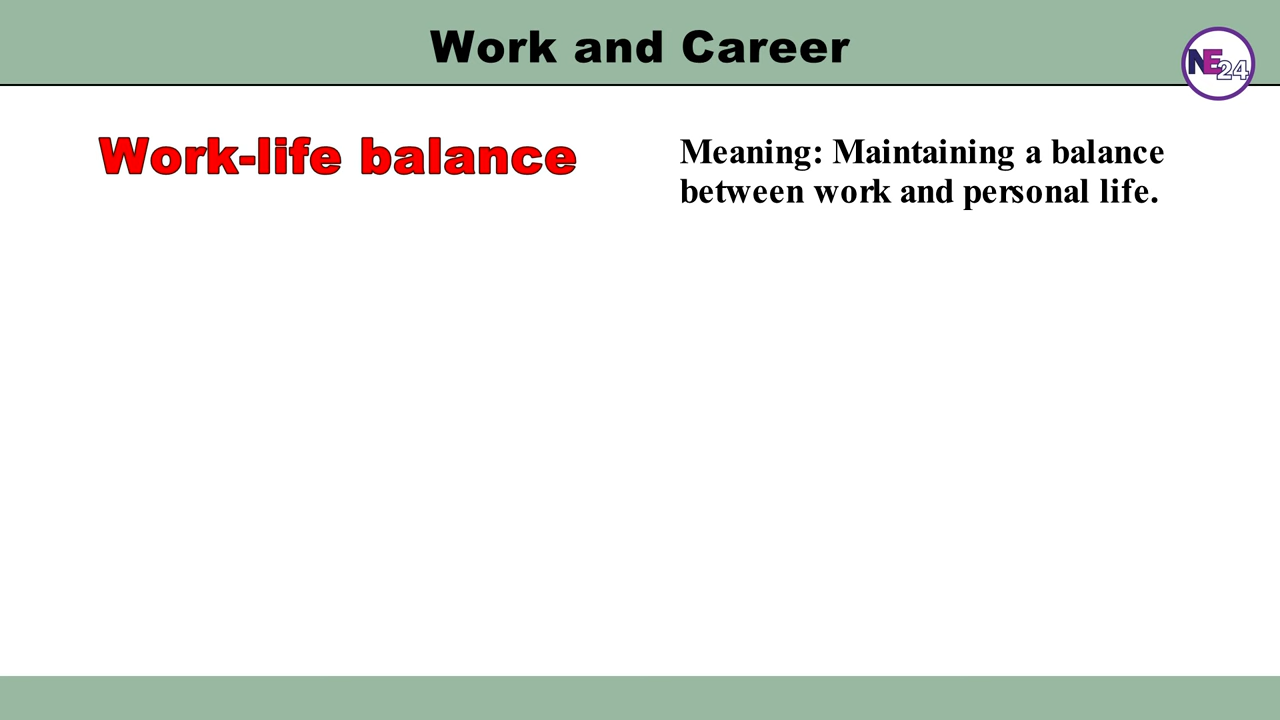 Work and Career
NE24
Work-life balance
Meaning: Maintaining a balance
between work and personal life.